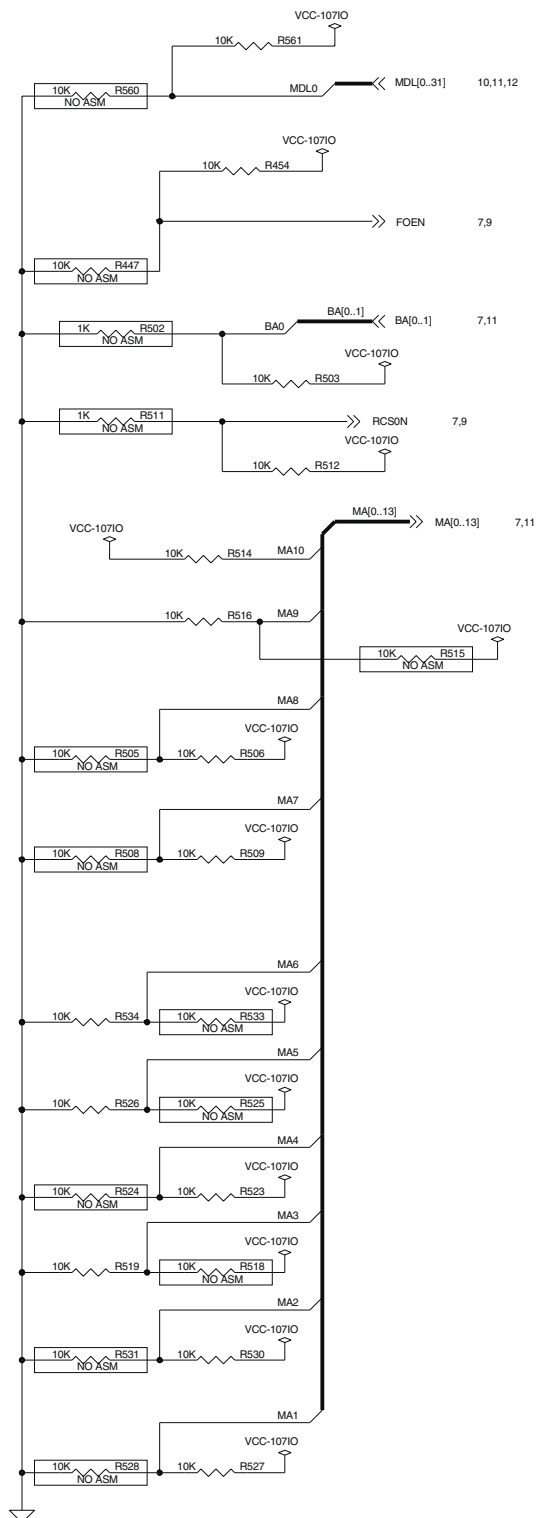 VCC-107IO
10K R561
10K R560
NO ASM
MDL0
MDL[0..31] 10,11,12
VCC-107IO
10K R454
FOEN 7,9
10K R447
NO ASM
BA[0..1]
1K R502
NO ASM
BA0
BA[0..1] 7,11
VCC-107IO
10K R503
1K R511
NO ASM
RCS0N 7,9
VCC-107IO
10K R512
MA[0..13]
MA[0..13] 7,11
VCC-107IO
10K R514
MA10
10K R516
MA9
VCC-107IO
10K R515
NO ASM
MA8
VCC-107IO
10K R505
NO ASM
10K R506
MA7
VCC-107IO
10K R508
NO ASM
10K R509
MA6
VCC-107IO
10K R534
10K R533
NO ASM
MA5
VCC-107IO
10K R526
10K R525
NO ASM
MA4
VCC-107IO
10K R524
NO ASM
10K R523
MA3
VCC-107IO
10K R519
10K R518
NO ASM
MA2
VCC-107IO
10K R531
NO ASM
10K R530
MA1
VCC-107IO
10K R528
NO ASM
10K R527